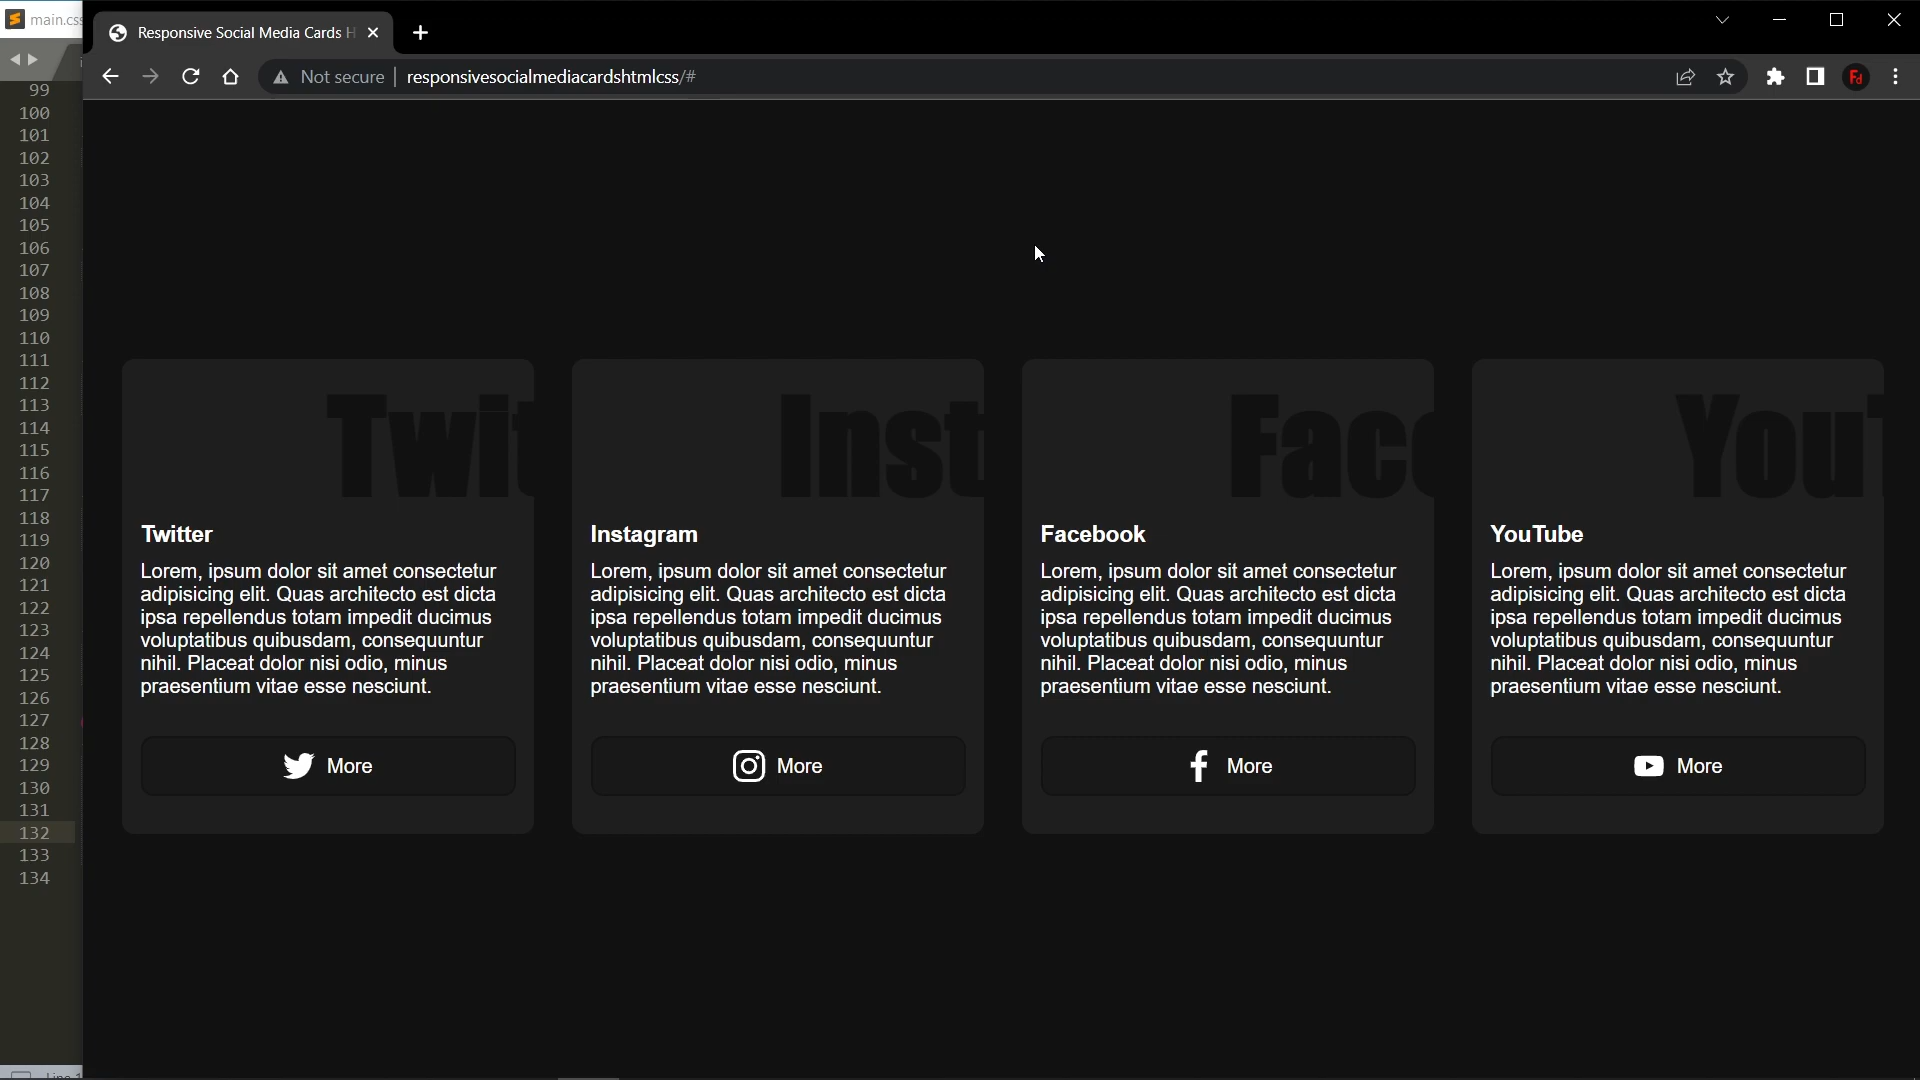 main.cs
Responsive Social Media Cards H
Not secure
responsivesocialmediacardshtmlcss/#
Fd
99
100
101
102
103
104
105
106
107
108
109
110
111
112
113
114
115
116
117
118
119
120
121
122
123
124
125
126
127
128
129
130
131
132
133
134
Twit
Twitter
Lorem, ipsum dolor sit amet consectetur
adipisicing elit. Quas architecto est dicta
ipsa repellendus totam impedit ducimus
voluptatibus quibusdam, consequuntur
nihil. Placeat dolor nisi odio, minus
praesentium vitae esse nesciunt.
More
Inst
Instagram
Lorem, ipsum dolor sit amet consectetur
adipisicing elit. Quas architecto est dicta
ipsa repellendus totam impedit ducimus
voluptatibus quibusdam, consequuntur
nihil. Placeat dolor nisi odio, minus
praesentium vitae esse nesciunt.
More
Face
Facebook
Lorem, ipsum dolor sit amet consectetur
adipisicing elit. Quas architecto est dicta
ipsa repellendus totam impedit ducimus
voluptatibus quibusdam, consequuntur
nihil. Placeat dolor nisi odio, minus
praesentium vitae esse nesciunt.
More
YouT
YouTube
Lorem, ipsum dolor sit amet consectetur
adipisicing elit. Quas architecto est dicta
ipsa repellendus totam impedit ducimus
voluptatibus quibusdam, consequuntur
nihil. Placeat dolor nisi odio, minus
praesentium vitae esse nesciunt.
More